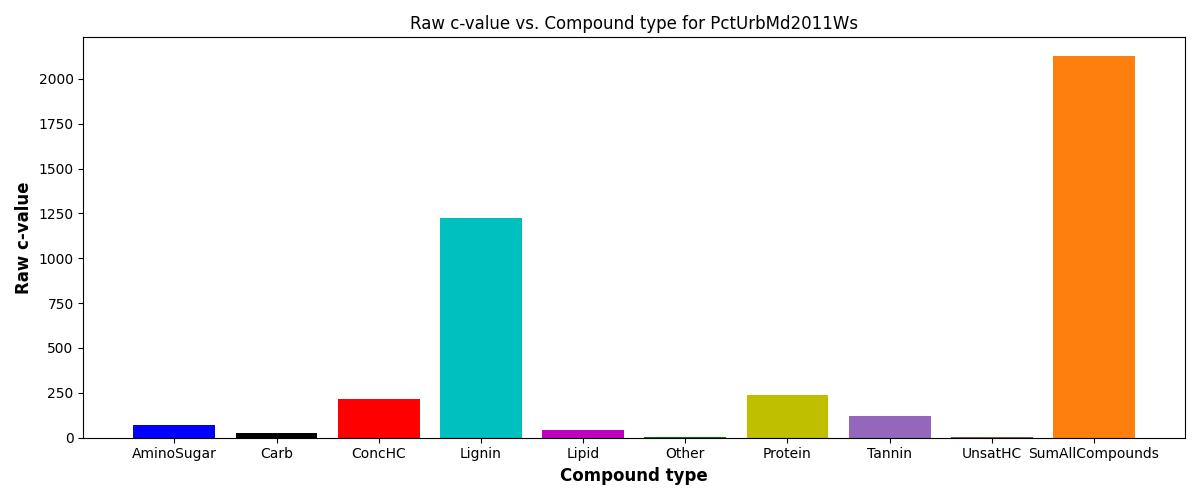 Raw c-value vs. Compound type for PctUrbMd2011Ws
Raw c-value
2000
1750
1500
1250
1000
750
500
250
0
AminoSugar Carb ConcHC Lignin Lipid Other Protein Tannin UnsatHC SumAllCompounds
Compound type